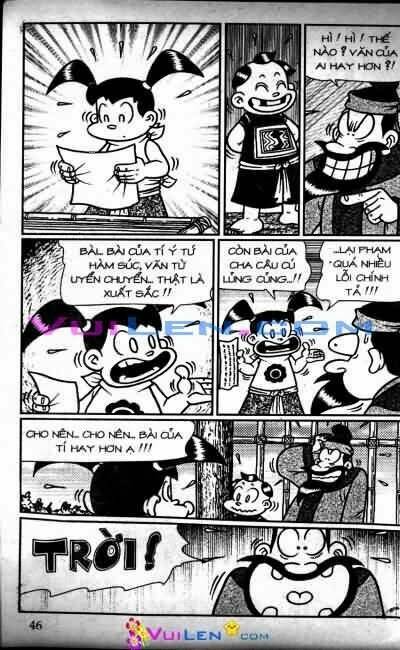 HÌ! HÌ! THẾ
NÀO? VĂN CỦA
AI HAY HƠN?!
BÀI... BÀI CỦA TÍ Ý TỨ
HÀM SÚC, VĂN TỪ
UYỂN CHUYỂN... THẬT LÀ
XUẤT SẮC!!
CÒN BÀI CỦA
CHA CẬU CÚ
LỦNG CỦNG...!!
...LẠI PHẠM
QUÁ NHIỀU
LỖI CHÍNH
TẢ!!!
VUILEN.COM
CHO NÊN... CHO NÊN... BÀI CỦA
TÍ HAY HƠN Ạ!!!
TRỜI!
46
VUILEN.COM